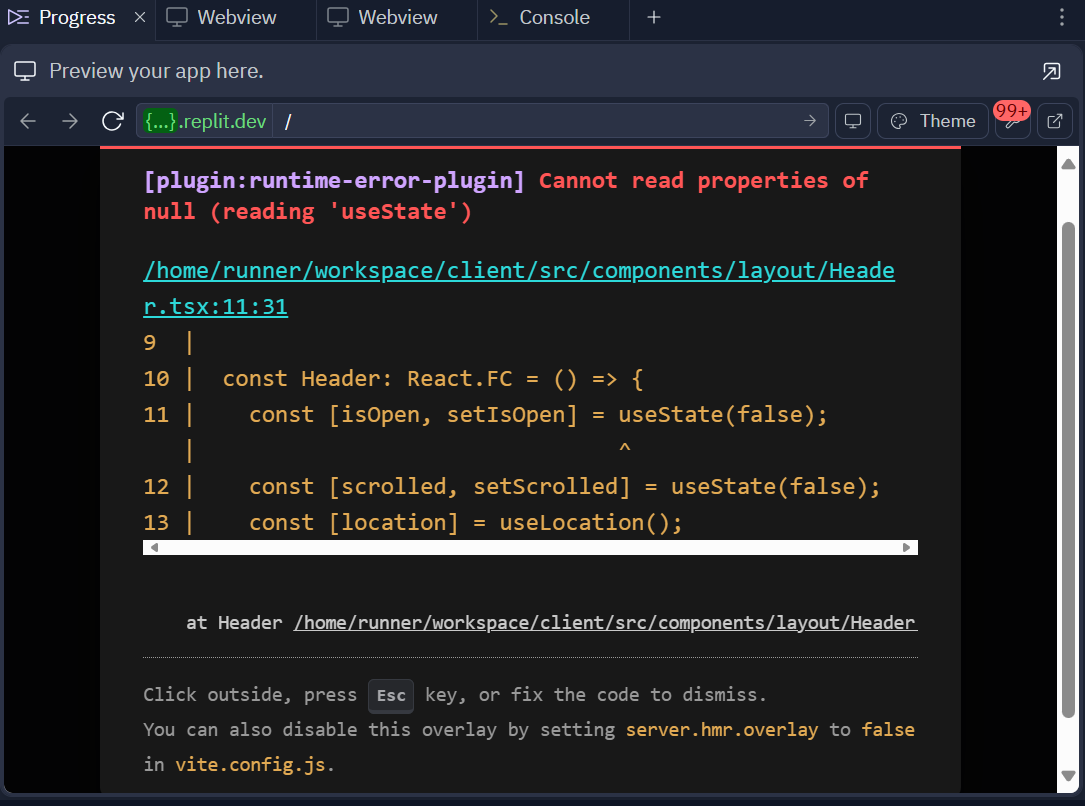 Progress × Webview Webview >_ Console +
Preview your app here.
{...}.replit.dev / Theme 99+
[plugin:runtime-error-plugin] Cannot read properties of
null (reading 'useState')
/home/runner/workspace/client/src/components/layout/Heade
r.tsx:11:31
9 |
10 | const Header: React.FC = () => {
11 | const [isOpen, setIsOpen] = useState(false);
| ^
12 | const [scrolled, setScrolled] = useState(false);
13 | const [location] = useLocation();
at Header /home/runner/workspace/client/src/components/layout/Header
Click outside, press Esc key, or fix the code to dismiss.
You can also disable this overlay by setting server.hmr.overlay to false
in vite.config.js.